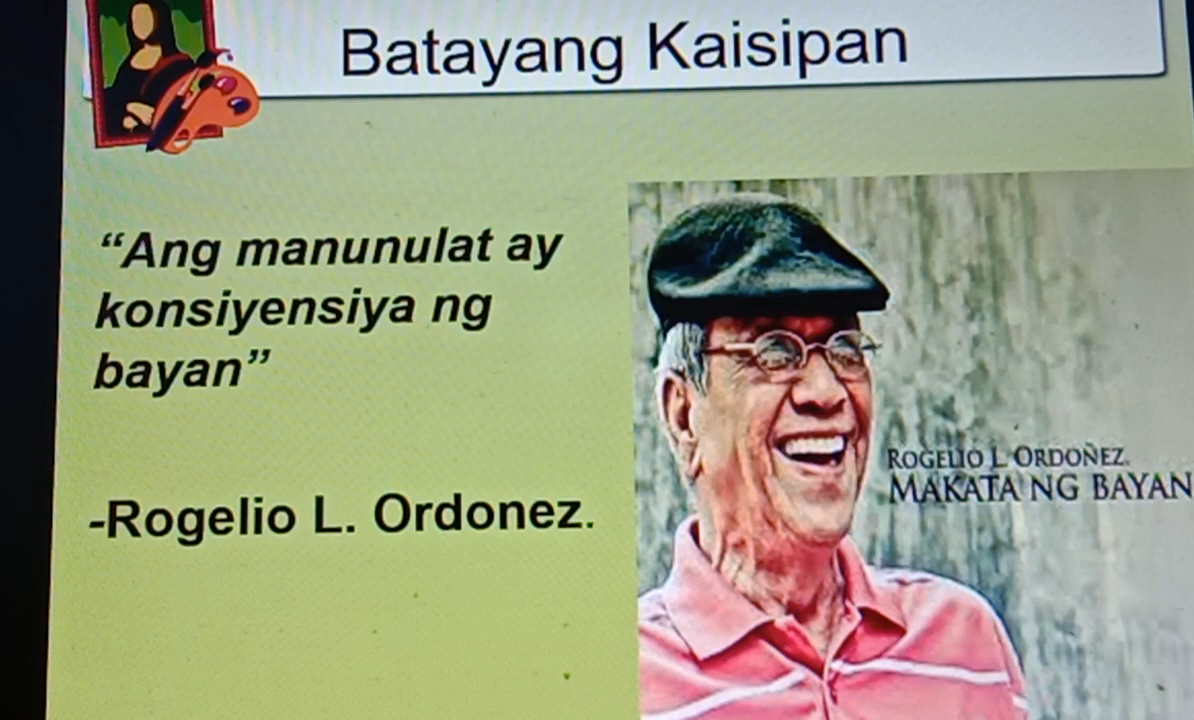 Batayang Kaisipan
“Ang manunulat ay
konsiyensiya ng
bayan”
-Rogelio L. Ordonez.
ROGELIO L. ORDOÑEZ.
MAKATA NG BAYAN